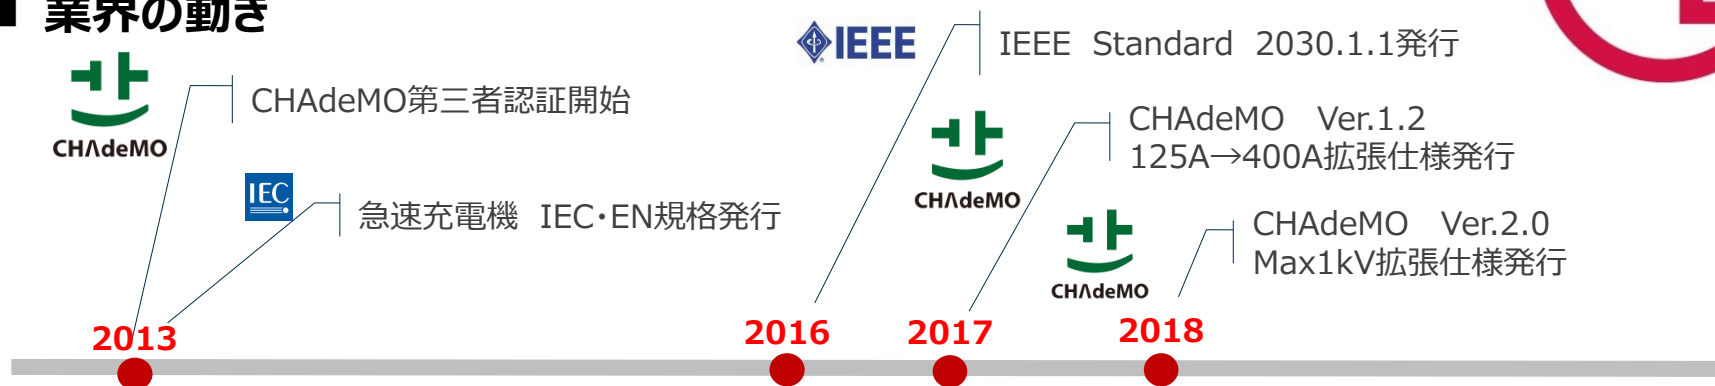 ■ 業界の動き
IEEE
IEEE Standard 2030.1.1発行
CHAdeMO
CHAdeMO第三者認証開始
CHAdeMO
CHAdeMO Ver.1.2
125A→400A拡張仕様発行
IEC
急速充電機 IEC・EN規格発行
CHAdeMO
CHAdeMO Ver.2.0
Max1kV拡張仕様発行
2013
2016
2017
2018